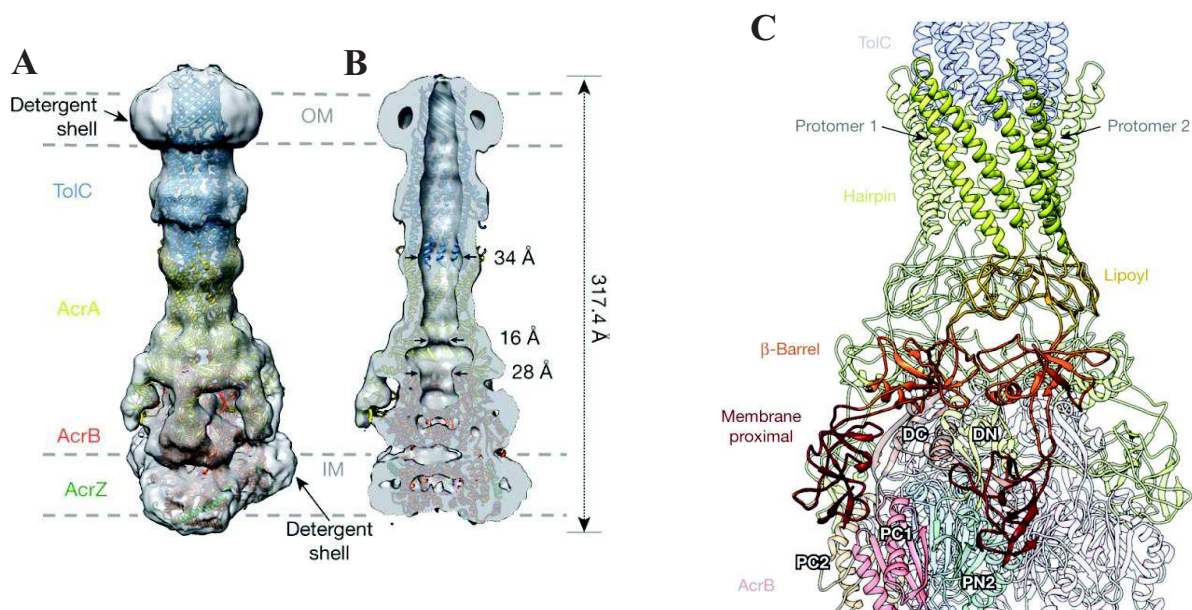 A
Detergent
shell
TolC
AcrA
AcrB
AcrZ
B
OM
34 Å
16 Å
28 Å
IM
Detergent
shell
317.4 Å
C
TolC
Protomer 1
Protomer 2
Hairpin
Lipoyl
β-Barrel
Membrane
proximal
DC
DN
PC1
PC2
PN2
AcrB